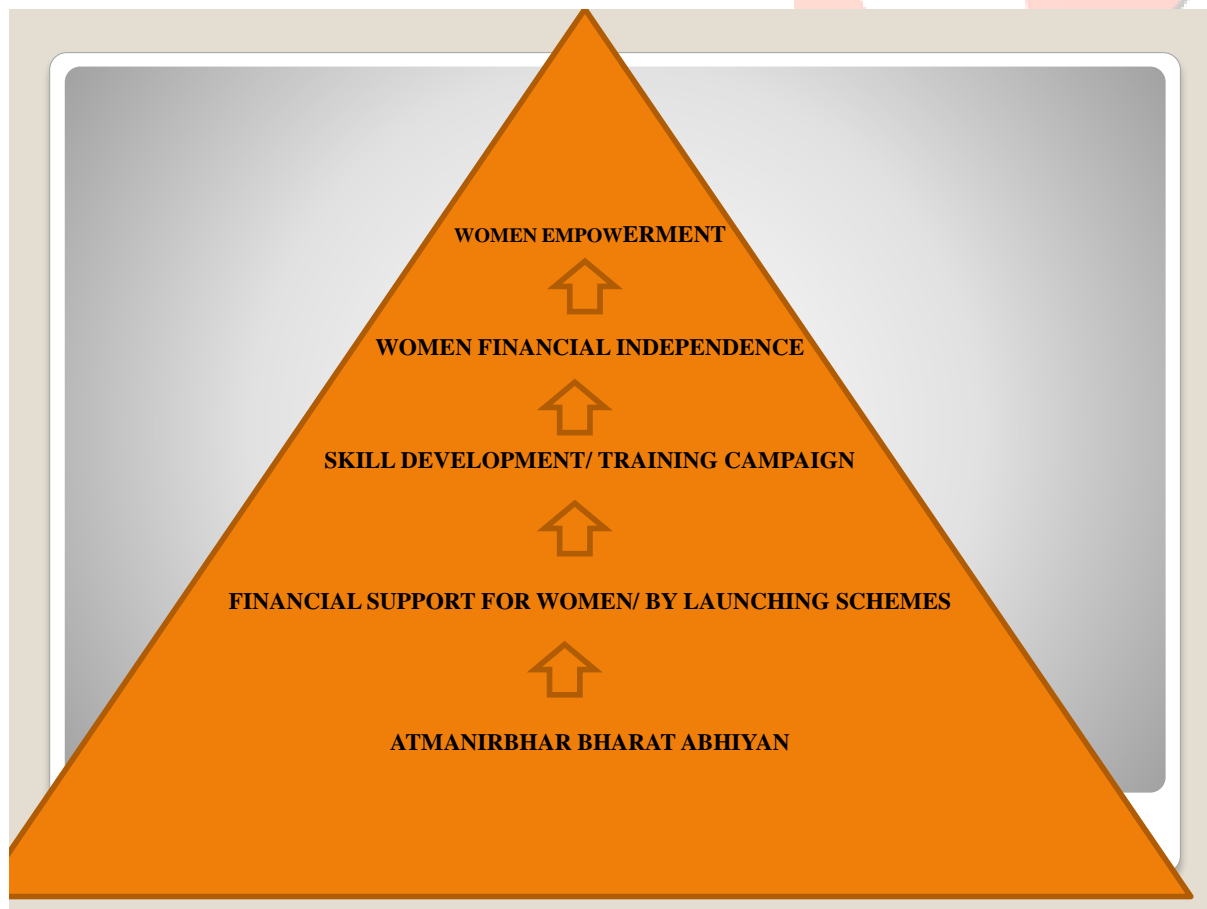 WOMEN EMPOWERMENT
WOMEN FINANCIAL INDEPENDENCE
SKILL DEVELOPMENT/ TRAINING CAMPAIGN
FINANCIAL SUPPORT FOR WOMEN/ BY LAUNCHING SCHEMES
ATMANIRBHAR BHARAT ABHIYAN